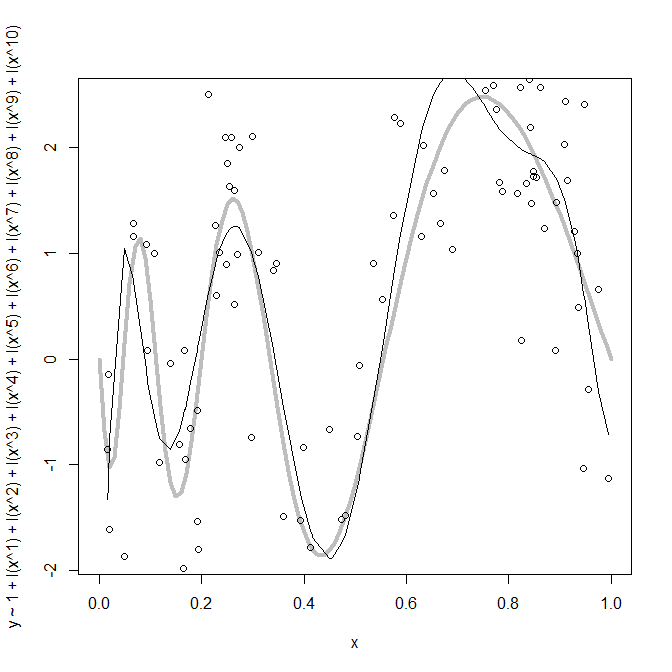 y ~ 1 + I(x^1) + I(x^2) + I(x^3) + I(x^4) + I(x^5) + I(x^6) + I(x^7) + I(x^8) + I(x^9) + I(x^10)
2
1
0
-1
-2
0.0 0.2 0.4 0.6 0.8 1.0
x